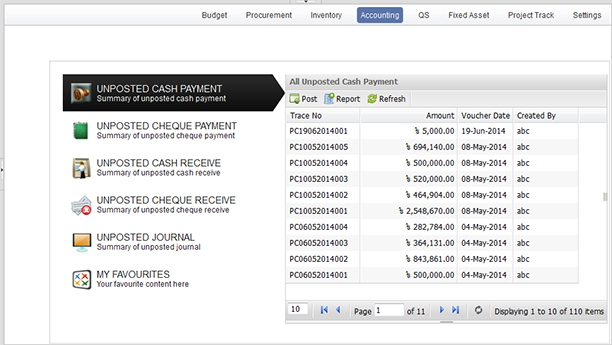 Budget Procurement Inventory Accounting QS Fixed Asset Project Track Settings
UNPOSTED CASH PAYMENT
Summary of unposted cash payment
UNPOSTED CHEQUE PAYMENT
Summary of unposted cheque payment
UNPOSTED CASH RECEIVE
Summary of unposted cash receive
UNPOSTED CHEQUE RECEIVE
Summary of unposted cheque receive
UNPOSTED JOURNAL
Summary of unposted journal
MY FAVOURITES
Your favourite content here
All Unposted Cash Payment
Post Report Refresh
Trace No Amount Voucher Date Created By
PC19062014001 ৳ 5,000.00 19-Jun-2014 abc
PC10052014005 ৳ 694,140.00 08-May-2014 abc
PC10052014004 ৳ 500,000.00 08-May-2014 abc
PC10052014003 ৳ 520,000.00 08-May-2014 abc
PC10052014002 ৳ 464,904.00 08-May-2014 abc
PC10052014001 ৳ 2,548,670.00 08-May-2014 abc
PC06052014004 ৳ 282,784.00 04-May-2014 abc
PC06052014003 ৳ 364,131.00 04-May-2014 abc
PC06052014002 ৳ 843,861.00 04-May-2014 abc
PC06052014001 ৳ 500,000.00 04-May-2014 abc
10 Page 1 of 11 Displaying 1 to 10 of 110 items